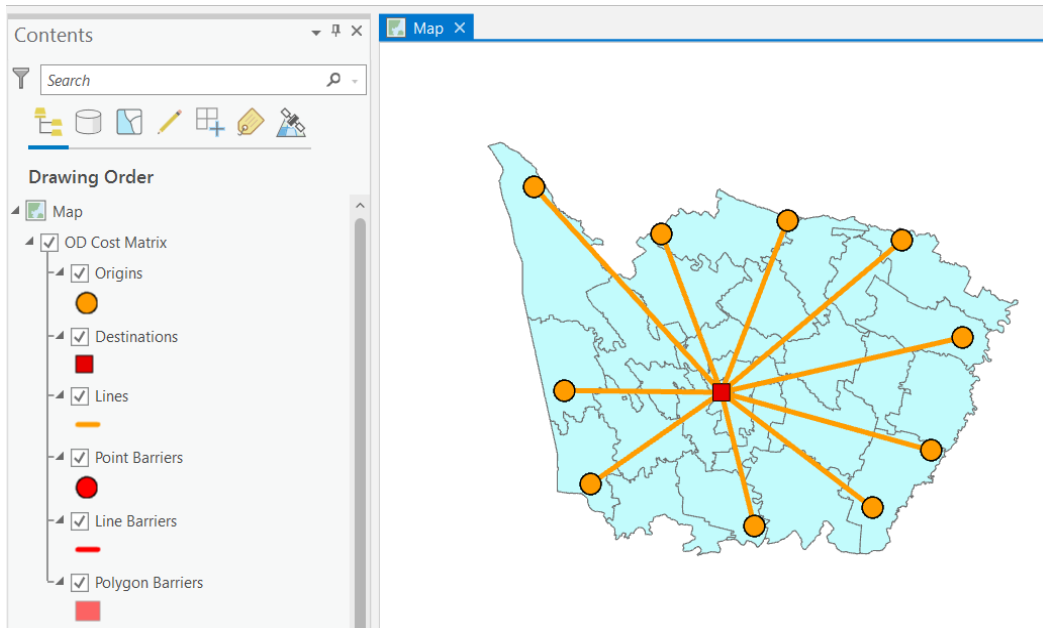 Contents
Search
Drawing Order
Map
OD Cost Matrix
Origins
Destinations
Lines
Point Barriers
Line Barriers
Polygon Barriers
Map